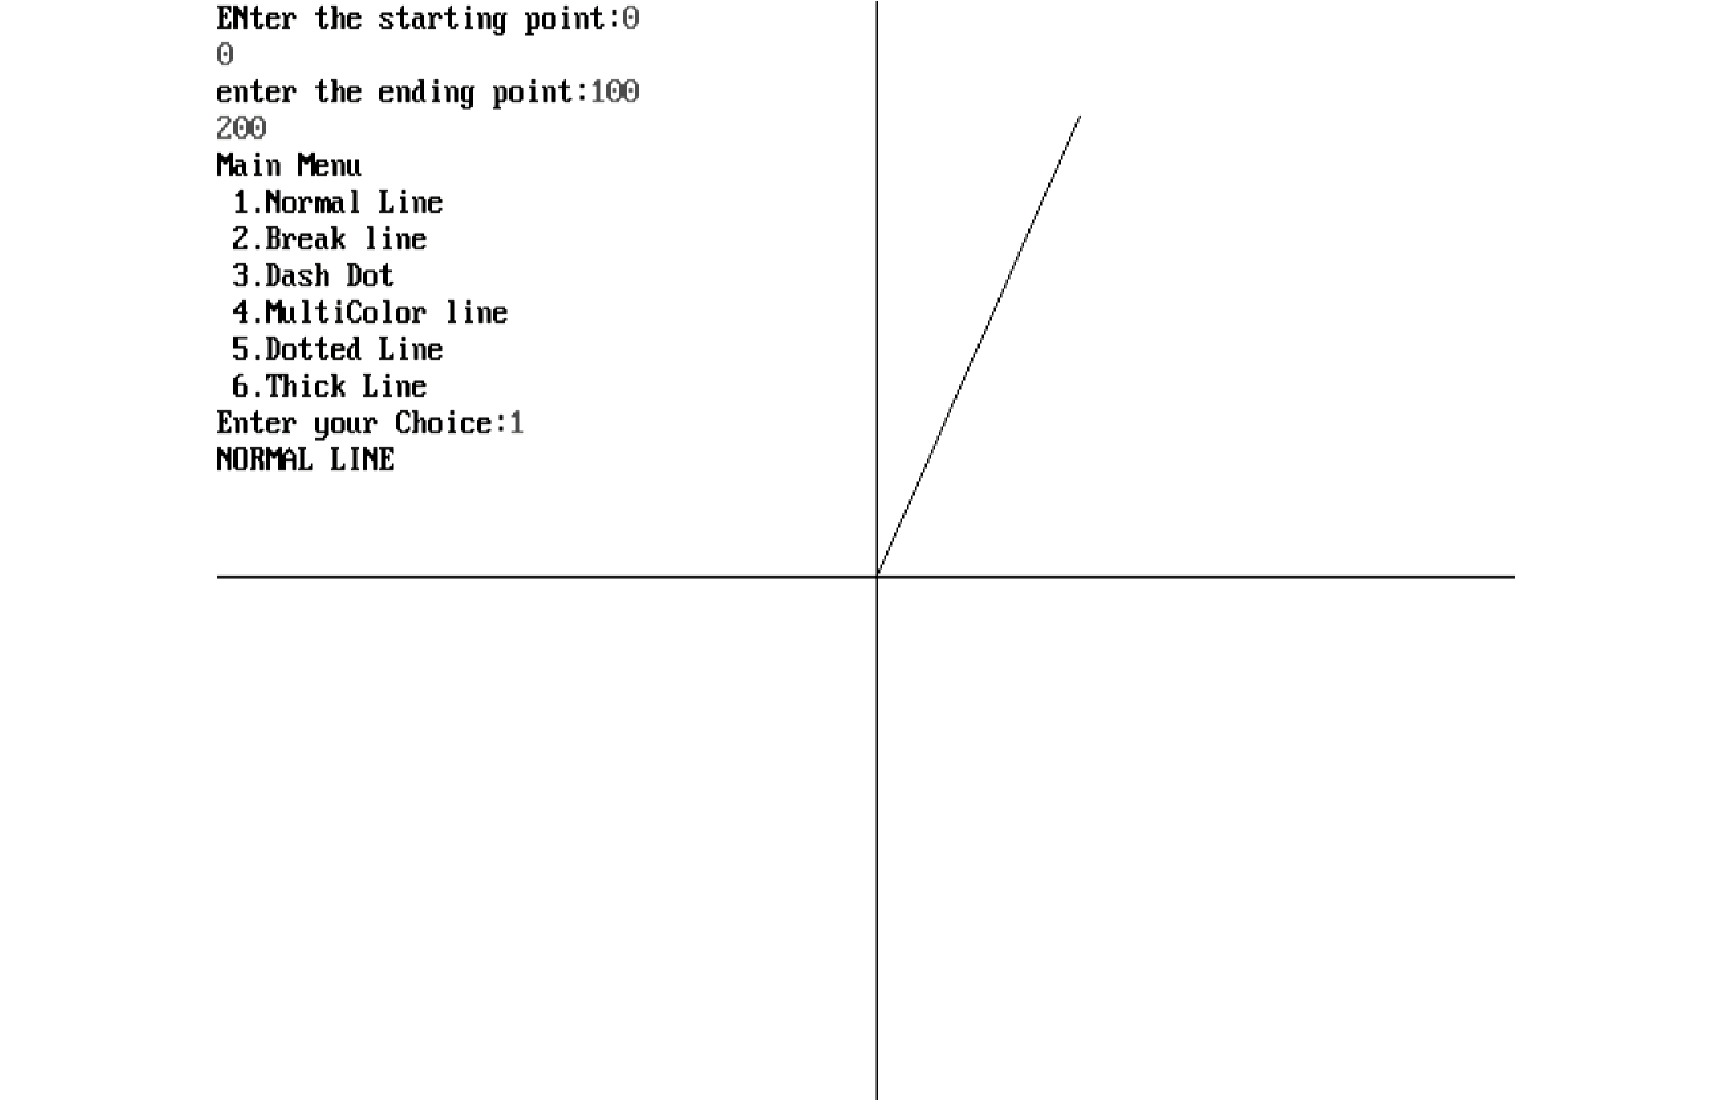 ENter the starting point:0
0
enter the ending point:100
200
Main Menu
1.Normal Line
2.Break line
3.Dash Dot
4.MultiColor line
5.Dotted Line
6.Thick Line
Enter your Choice:1
NORMAL LINE